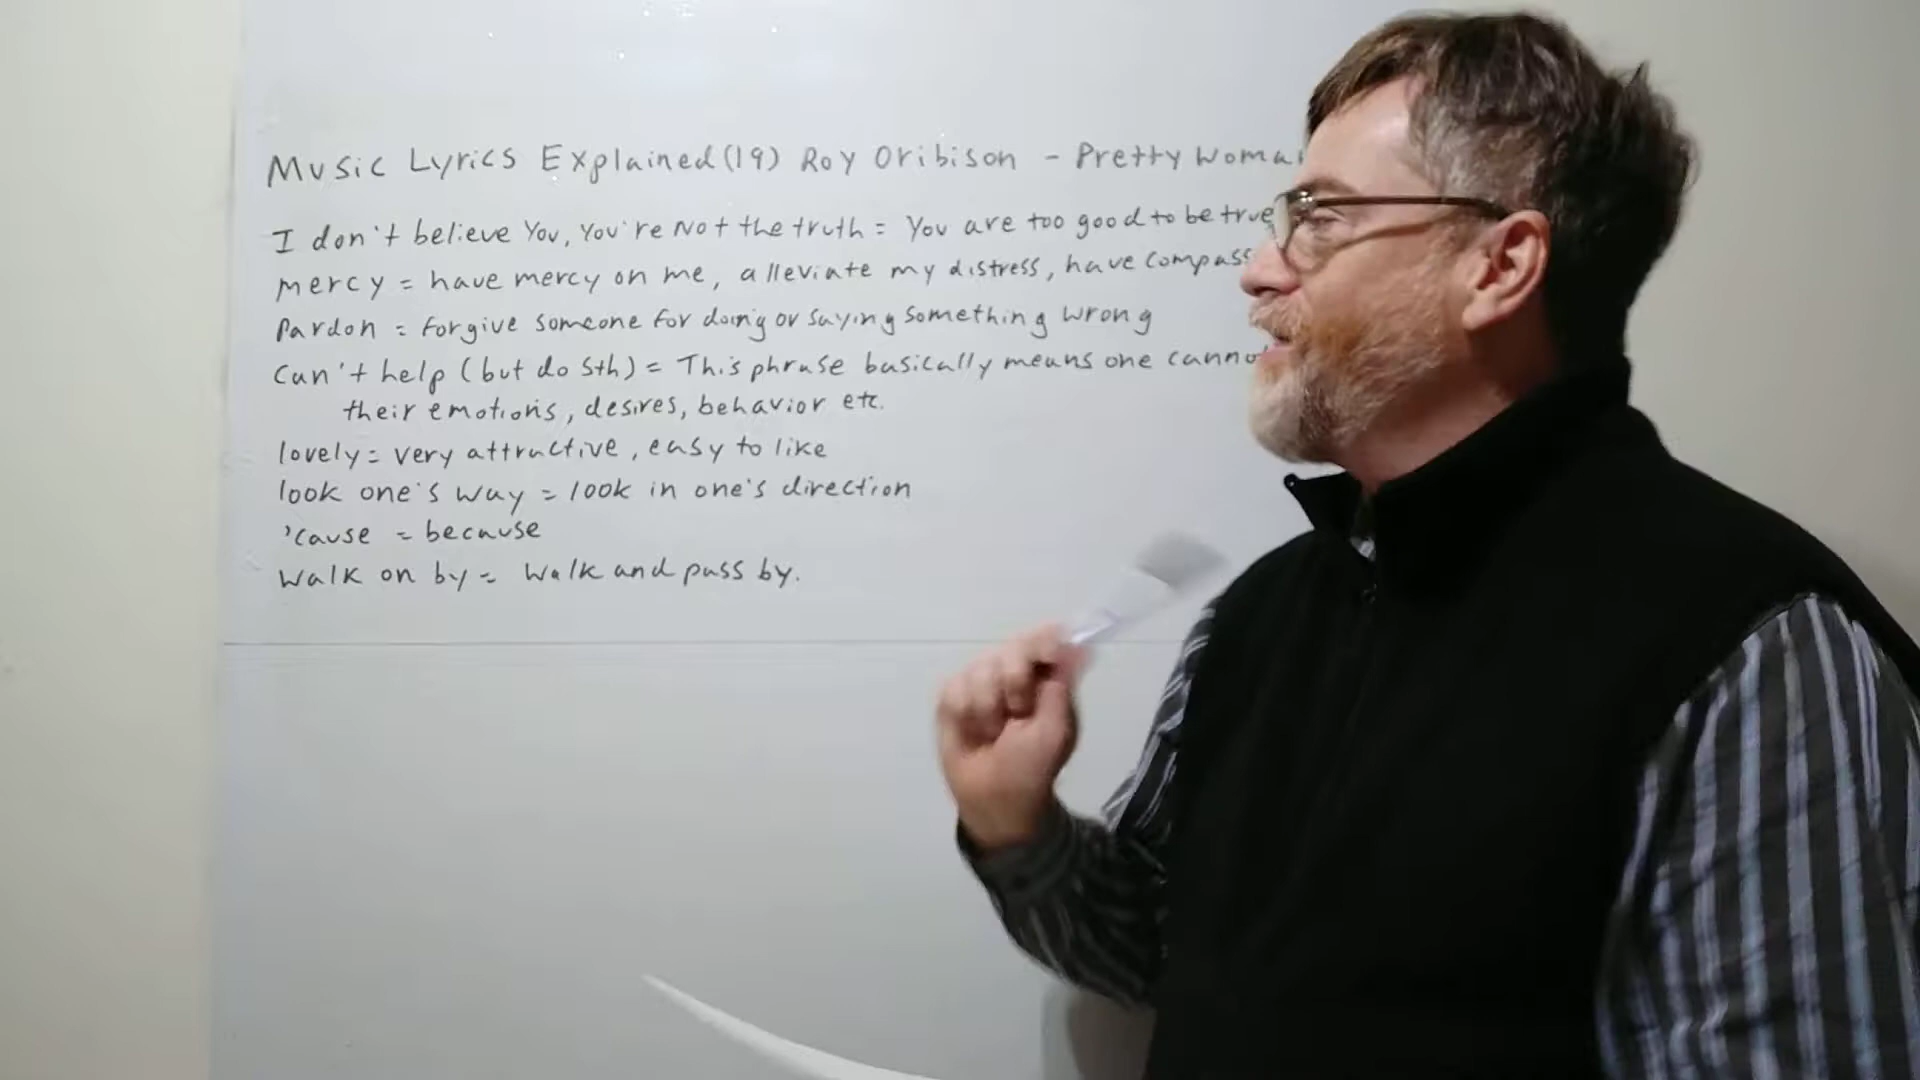 Music Lyrics Explained (19) Roy Oribison - Pretty Woma
I don't believe You, You're Not the truth = You are too good to be true
mercy = have mercy on me, alleviate my distress, have compass
Pardon = forgive someone for doing or saying something wrong
Can't help (but do Sth) = This phrase basically means one canno
their emotions, desires, behavior etc.
lovely = very attractive, easy to like
look one's way = look in one's direction
'cause = because
Walk on by = Walk and pass by.